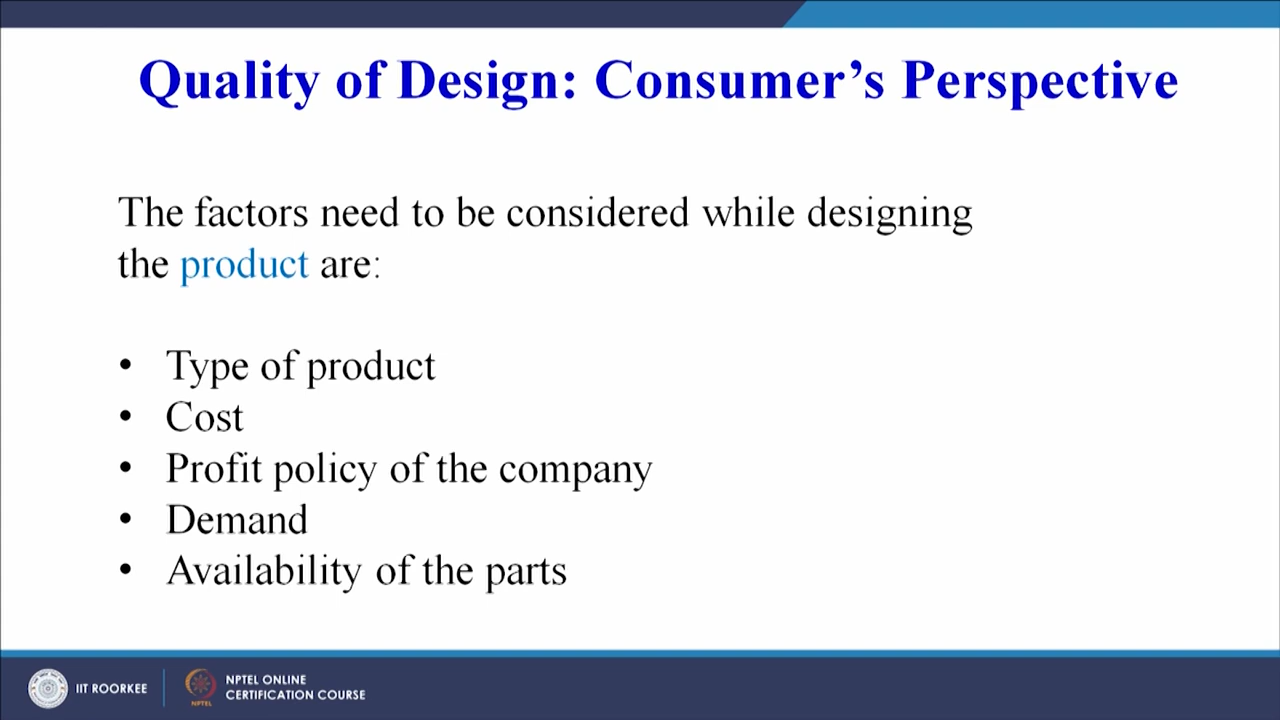 Quality of Design: Consumer’s Perspective
The factors need to be considered while designing
the product are:
• Type of product
• Cost
• Profit policy of the company
• Demand
• Availability of the parts
IIT ROORKEE
NPTEL
NPTEL ONLINE
CERTIFICATION COURSE